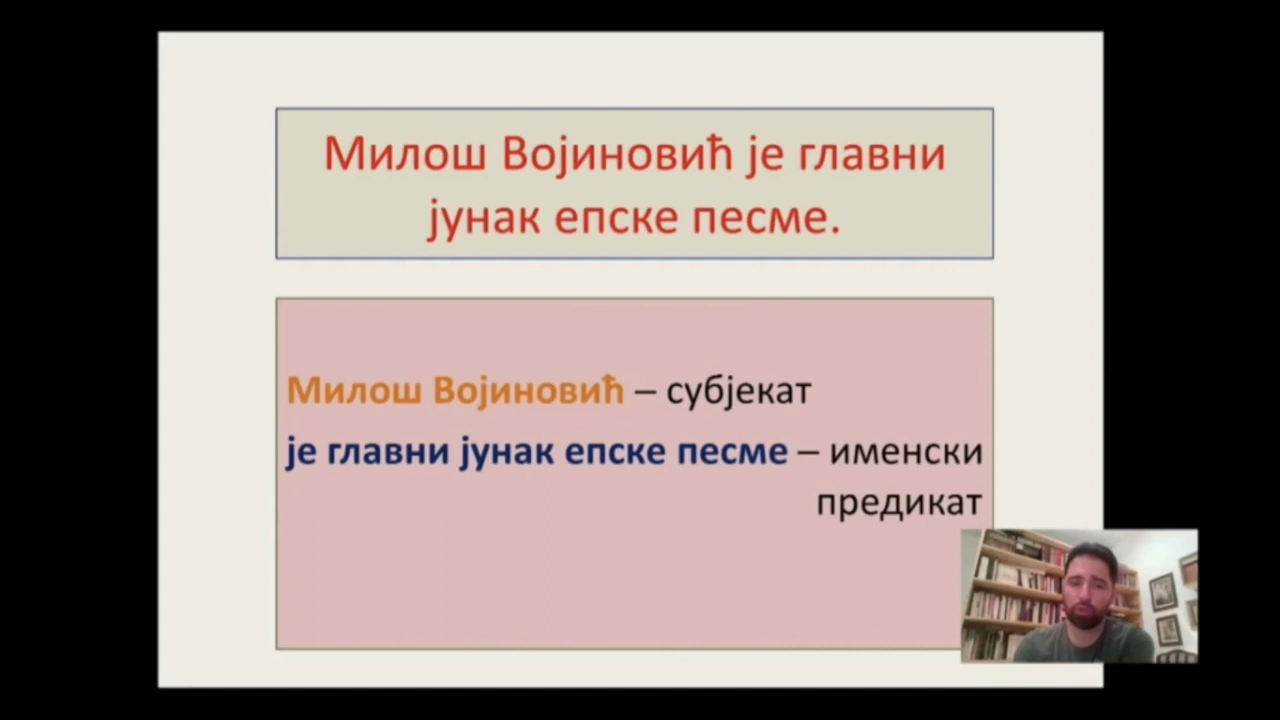 Милош Војиновић је главни
јунак епске песме.
Милош Војиновић – субјекат
је главни јунак епске песме – именски
предикат